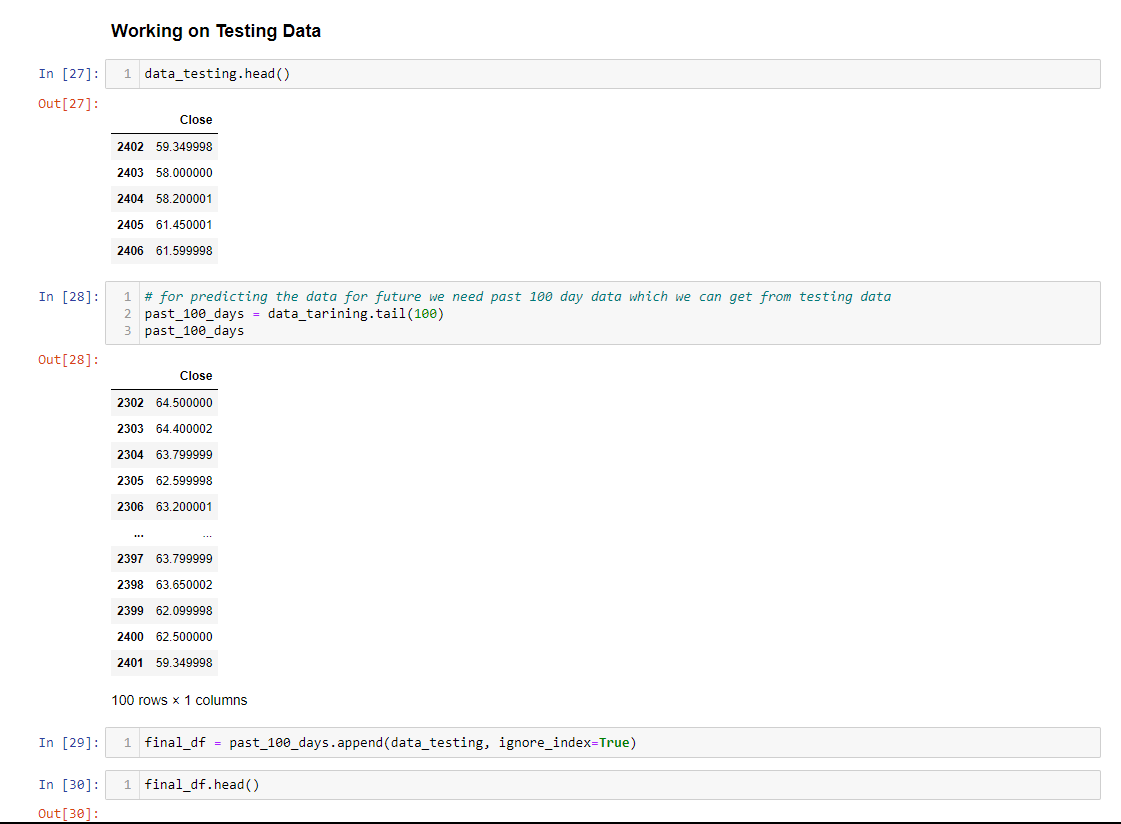 Working on Testing Data
In [27]: 1 data_testing.head()
Out[27]:
Close
2402 59.349998
2403 58.000000
2404 58.200001
2405 61.450001
2406 61.599998
In [28]: 1 # for predicting the data for future we need past 100 day data which we can get from testing data
2 past_100_days = data_tarining.tail(100)
3 past_100_days
Out[28]:
Close
2302 64.500000
2303 64.400002
2304 63.799999
2305 62.599998
2306 63.200001
... ...
2397 63.799999
2398 63.650002
2399 62.099998
2400 62.500000
2401 59.349998
100 rows × 1 columns
In [29]: 1 final_df = past_100_days.append(data_testing, ignore_index=True)
In [30]: 1 final_df.head()
Out[30]: